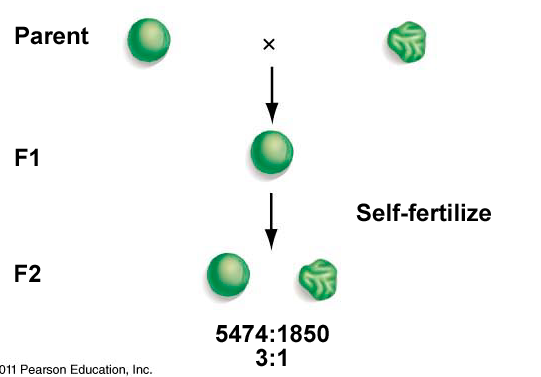 Parent
×
F1
Self-fertilize
F2
5474:1850
3:1
011 Pearson Education, Inc.